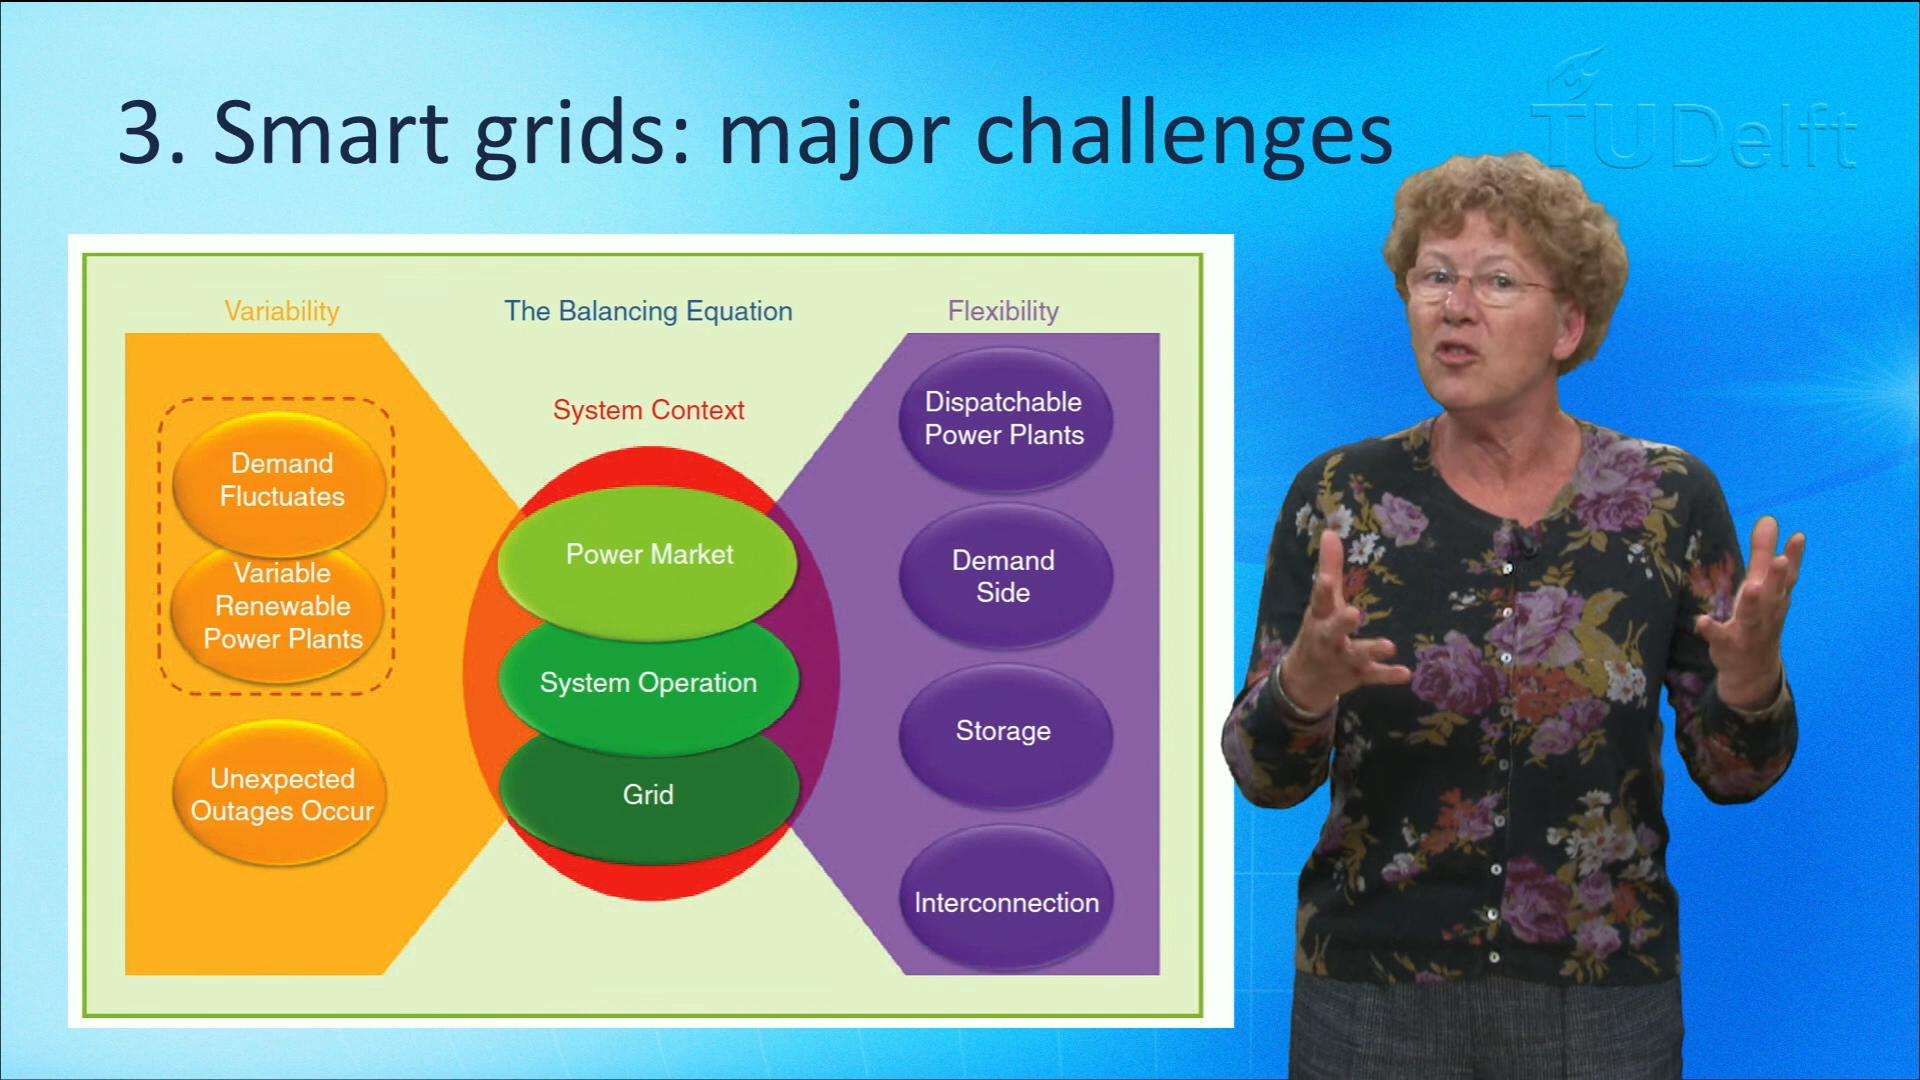 3. Smart grids: major challenges
TUDelft
Variability
The Balancing Equation
Flexibility
System Context
Demand
Fluctuates
Variable
Renewable
Power Plants
Unexpected
Outages Occur
Power Market
System Operation
Grid
Dispatchable
Power Plants
Demand
Side
Storage
Interconnection